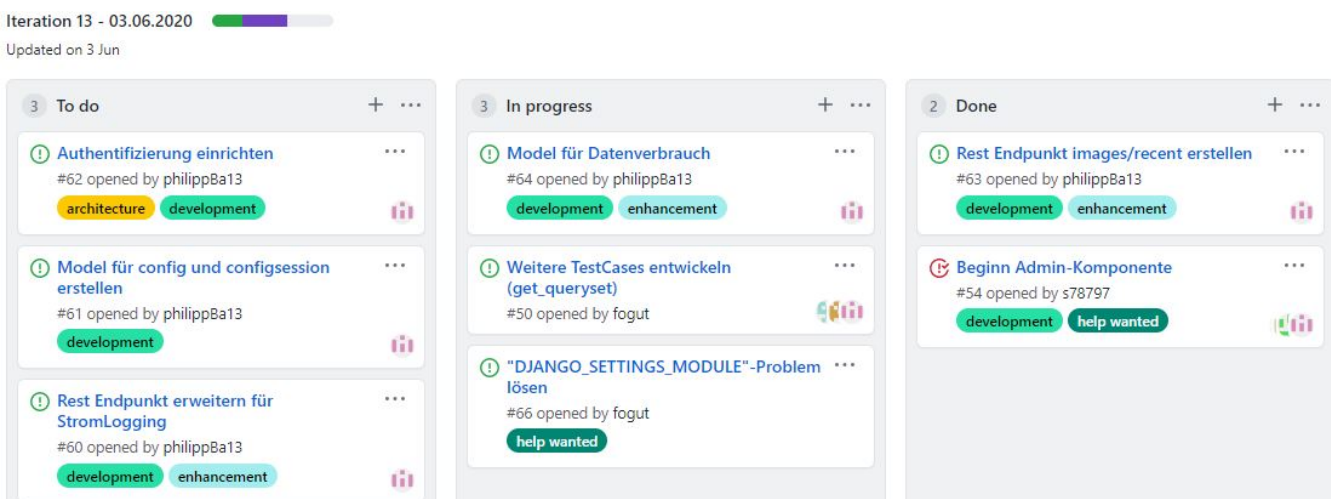 Iteration 13 - 03.06.2020
Updated on 3 Jun
3 To do
Authentifizierung einrichten
#62 opened by philippBa13
architecture development
Model für config und configsession
erstellen
#61 opened by philippBa13
development
Rest Endpunkt erweitern für
StromLogging
#60 opened by philippBa13
development enhancement
3 In progress
Model für Datenverbrauch
#64 opened by philippBa13
development enhancement
Weitere TestCases entwickeln
(get_queryset)
#50 opened by fogut
"DJANGO_SETTINGS_MODULE"-Problem
lösen
#66 opened by fogut
help wanted
2 Done
Rest Endpunkt images/recent erstellen
#63 opened by philippBa13
development enhancement
Beginn Admin-Komponente
#54 opened by s78797
development help wanted